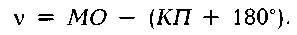 ν = МО − (КП + 180°).